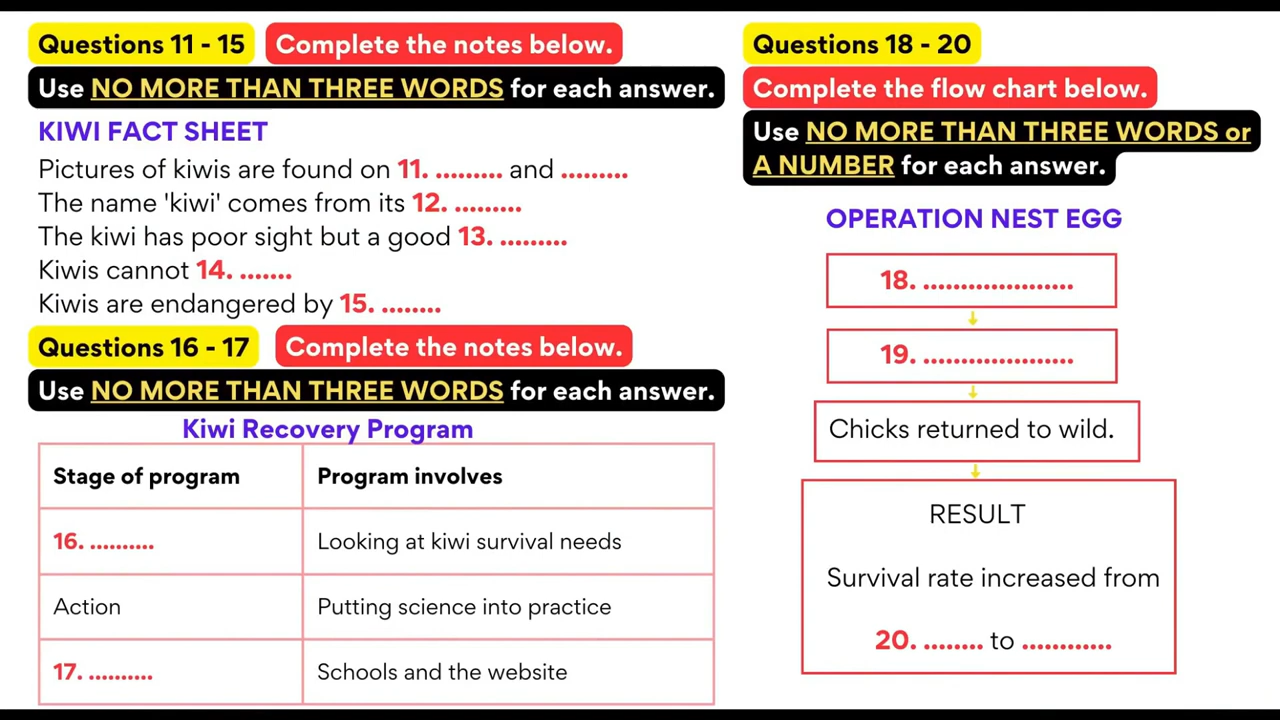 Questions 11 - 15 Complete the notes below.
Use NO MORE THAN THREE WORDS for each answer.
KIWI FACT SHEET
Pictures of kiwis are found on 11. ......... and .........
The name 'kiwi' comes from its 12. .........
The kiwi has poor sight but a good 13. .........
Kiwis cannot 14. .......
Kiwis are endangered by 15. ........
Questions 16 - 17 Complete the notes below.
Use NO MORE THAN THREE WORDS for each answer.
Kiwi Recovery Program
Stage of program Program involves
16. .......... Looking at kiwi survival needs
Action Putting science into practice
17. .......... Schools and the website
Questions 18 - 20
Complete the flow chart below.
Use NO MORE THAN THREE WORDS or
A NUMBER for each answer.
OPERATION NEST EGG
18. ....................
↓
19. ....................
↓
Chicks returned to wild.
↓
RESULT
Survival rate increased from
20. ........ to ............